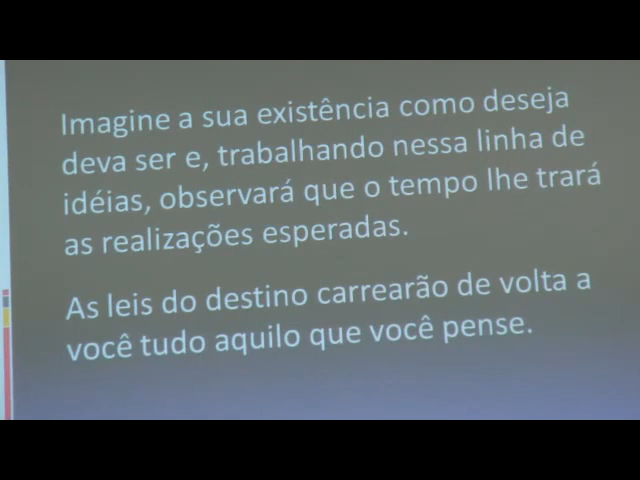 Imagine a sua existência como deseja
deva ser e, trabalhando nessa linha de
idéias, observará que o tempo lhe trará
as realizações esperadas.
As leis do destino carrearão de volta a
você tudo aquilo que você pense.